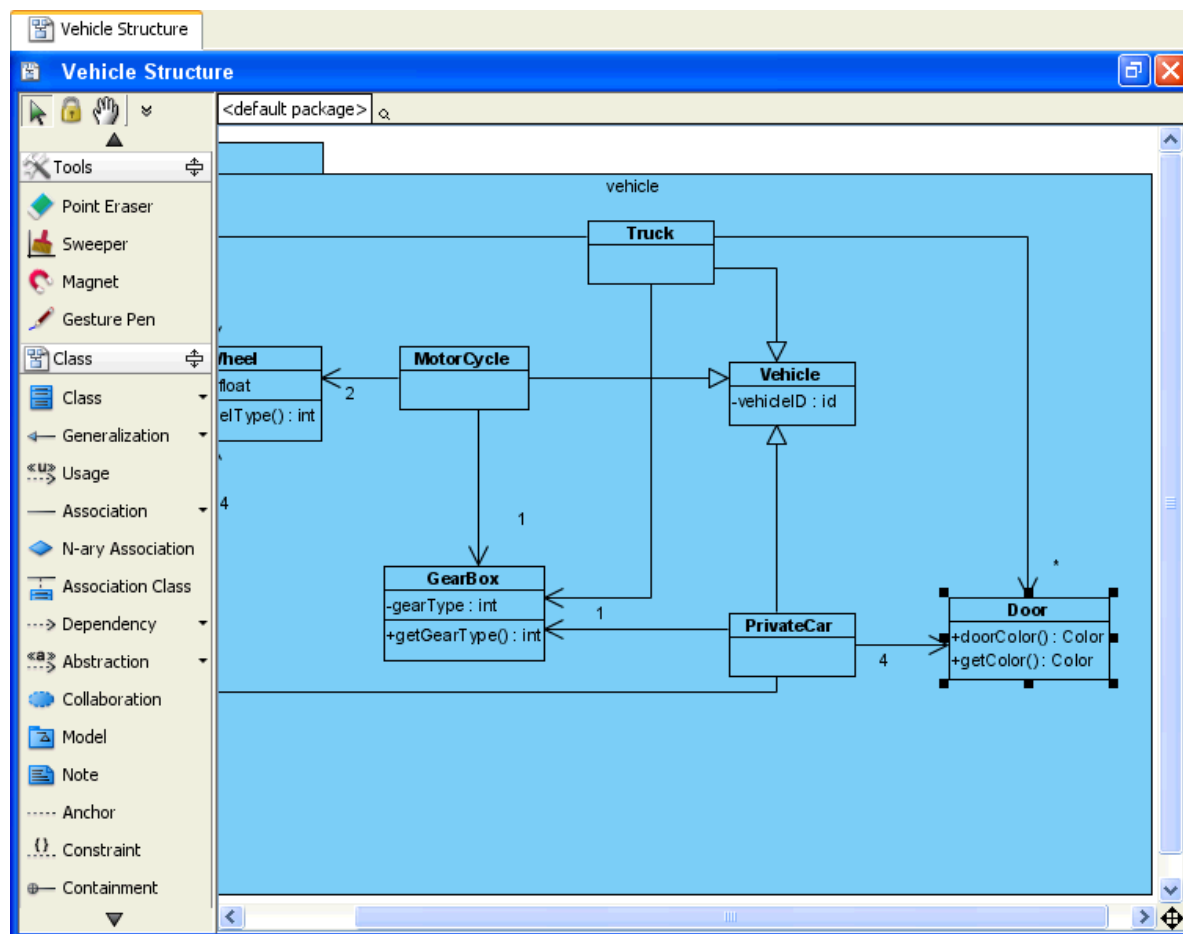 Vehicle Structure
Vehicle Structure
<default package>
Tools
Point Eraser
Sweeper
Magnet
Gesture Pen
Class
Class
Generalization
«u»
Usage
Association
N-ary Association
Association Class
Dependency
«a»
Abstraction
Collaboration
Model
Note
Anchor
{}
Constraint
Containment
vehicle
Truck
heel
float
elType() : int
2
MotorCycle
Vehicle
-vehicleID : id
4
1
*
GearBox
-gearType : int
+getGearType() : int
1
PrivateCar
4
Door
+doorColor() : Color
+getColor() : Color